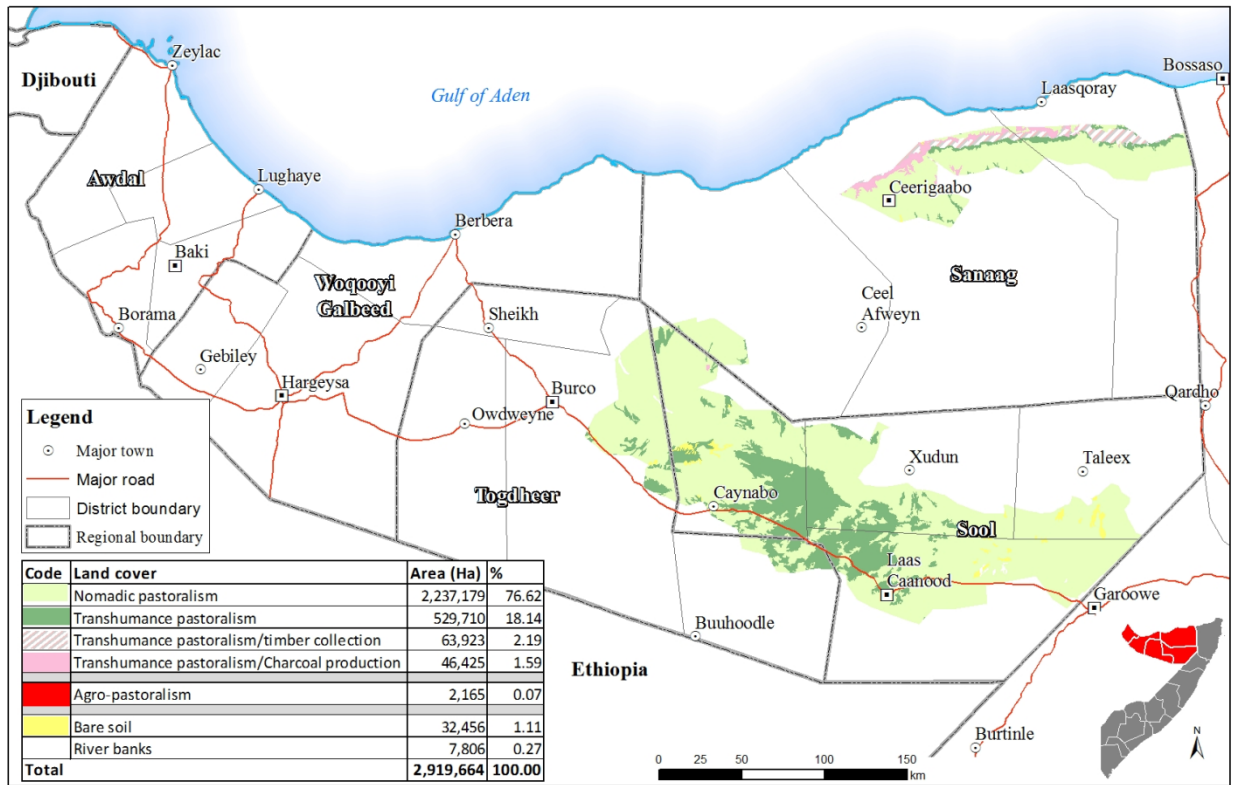 Zeylac
Djibouti
Bossaso
Laasqoray
Gulf of Aden
Awdal
Lughaye
Ceerigaabo
Berbera
Baki
Woqooyi
Galbeed
Sanaag
Ceel
Afweyn
Borama
Sheikh
Gebiley
Hargeysa
Burco
Qardho
Owdweyne
Xudun
Taleex
Togdheer
Caynabo
Sool
Laas
Caanood
Garoowe
Buuhoodle
Ethiopia
Burtinle
Legend
Major town
Major road
District boundary
Regional boundary
Code Land cover Area (Ha) %
Nomadic pastoralism 2,237,179 76.62
Transhumance pastoralism 529,710 18.14
Transhumance pastoralism/timber collection 63,923 2.19
Transhumance pastoralism/Charcoal production 46,425 1.59
Agro-pastoralism 2,165 0.07
Bare soil 32,456 1.11
River banks 7,806 0.27
Total 2,919,664 100.00
0 25 50 100 150
km
N